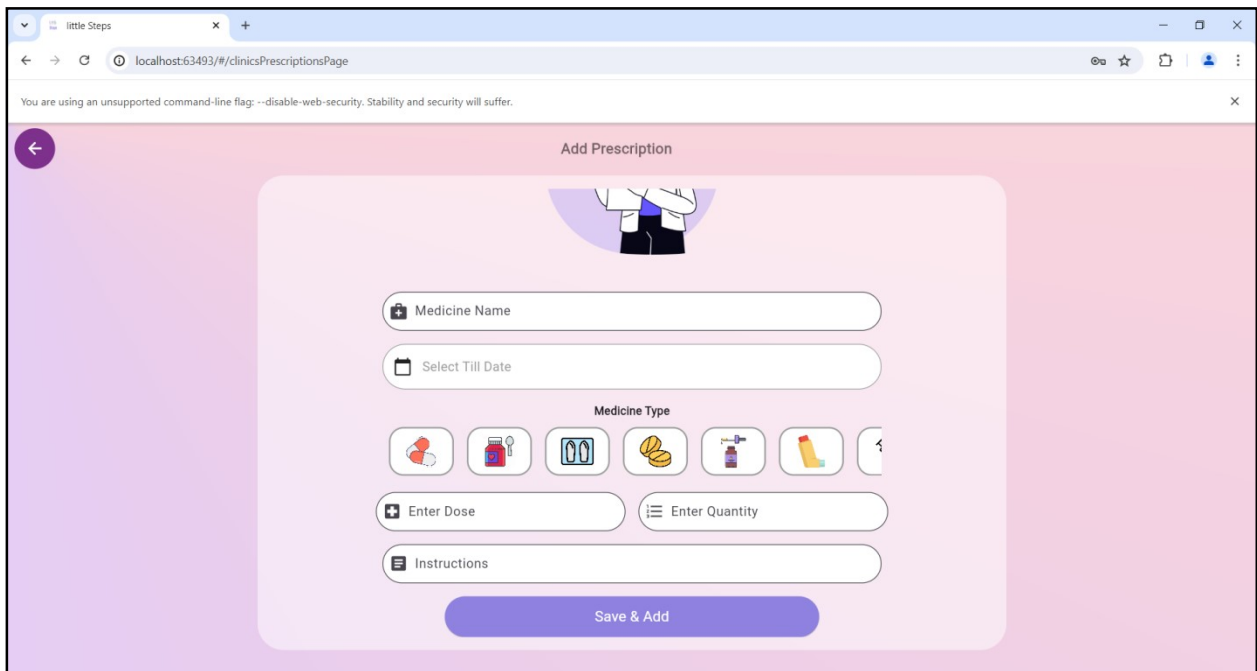 little Steps
localhost:63493/#/clinicsPrescriptionsPage
You are using an unsupported command-line flag: --disable-web-security. Stability and security will suffer.
Add Prescription
Medicine Name
Select Till Date
Medicine Type
Enter Dose
Enter Quantity
Instructions
Save & Add